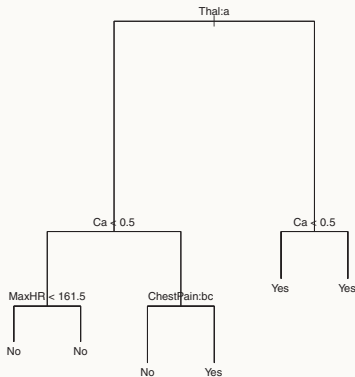 Thal:a
Ca < 0.5
Ca < 0.5
MaxHR < 161.5
ChestPain:bc
Yes
Yes
No
No
No
Yes